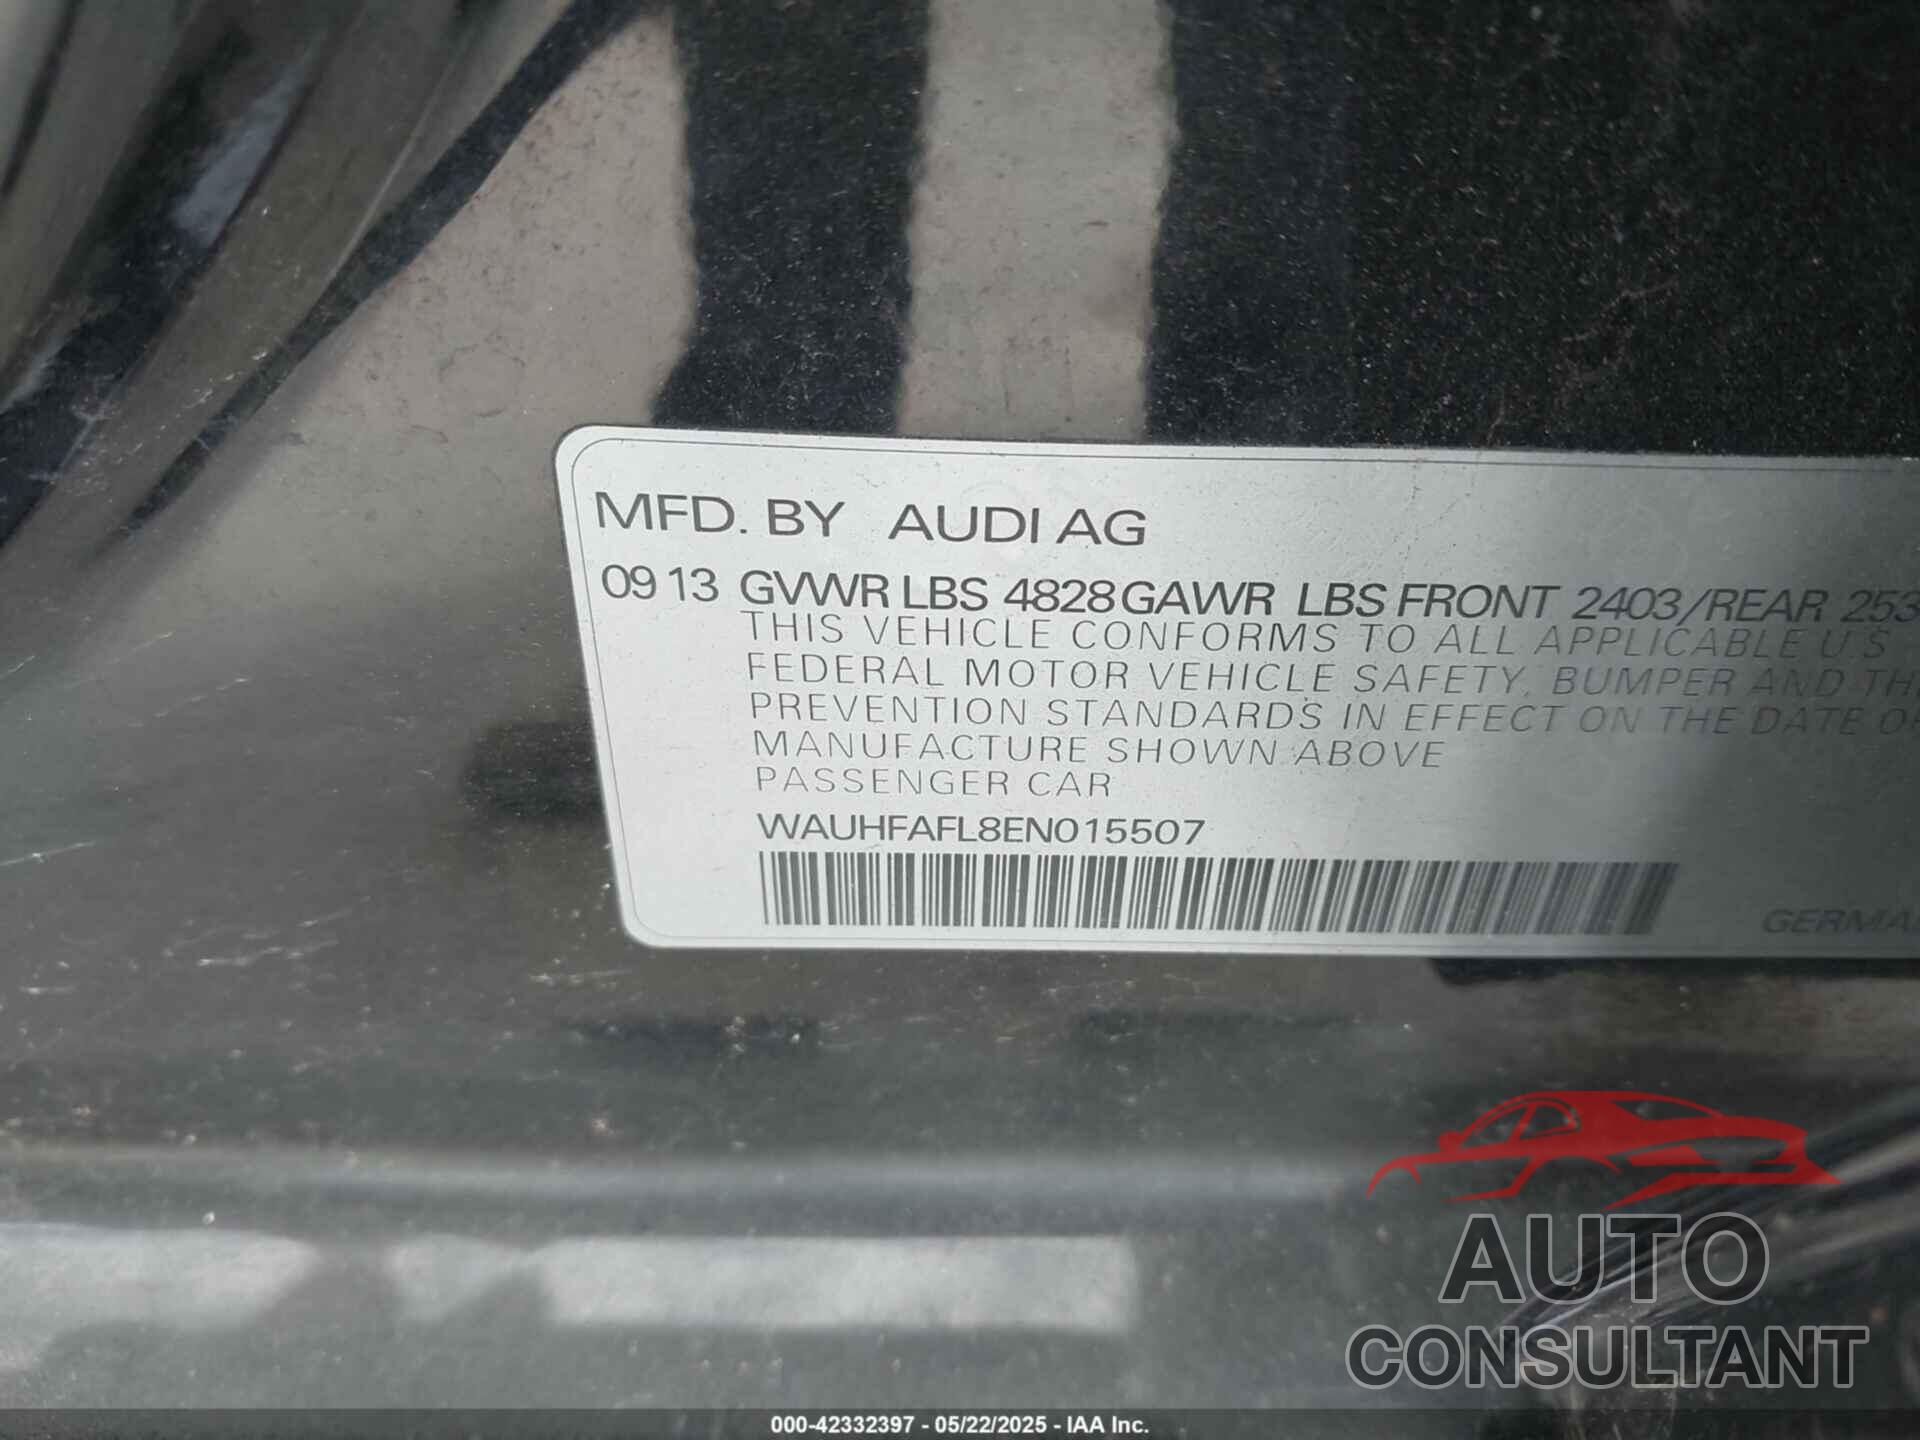 MFD. BY AUDI AG
09 13 GVWR LBS 4828 GAWR LBS FRONT 2403/REAR 253
THIS VEHICLE CONFORMS TO ALL APPLICABLE U.S
FEDERAL MOTOR VEHICLE SAFETY, BUMPER AND
PREVENTION STANDARDS IN EFFECT ON THE DATE OF
MANUFACTURE SHOWN ABOVE
PASSENGER CAR
WAUHFAFL8EN015507
AUTO
CONSULTANT
000-42332397 - 05/22/2025 - IAA Inc.